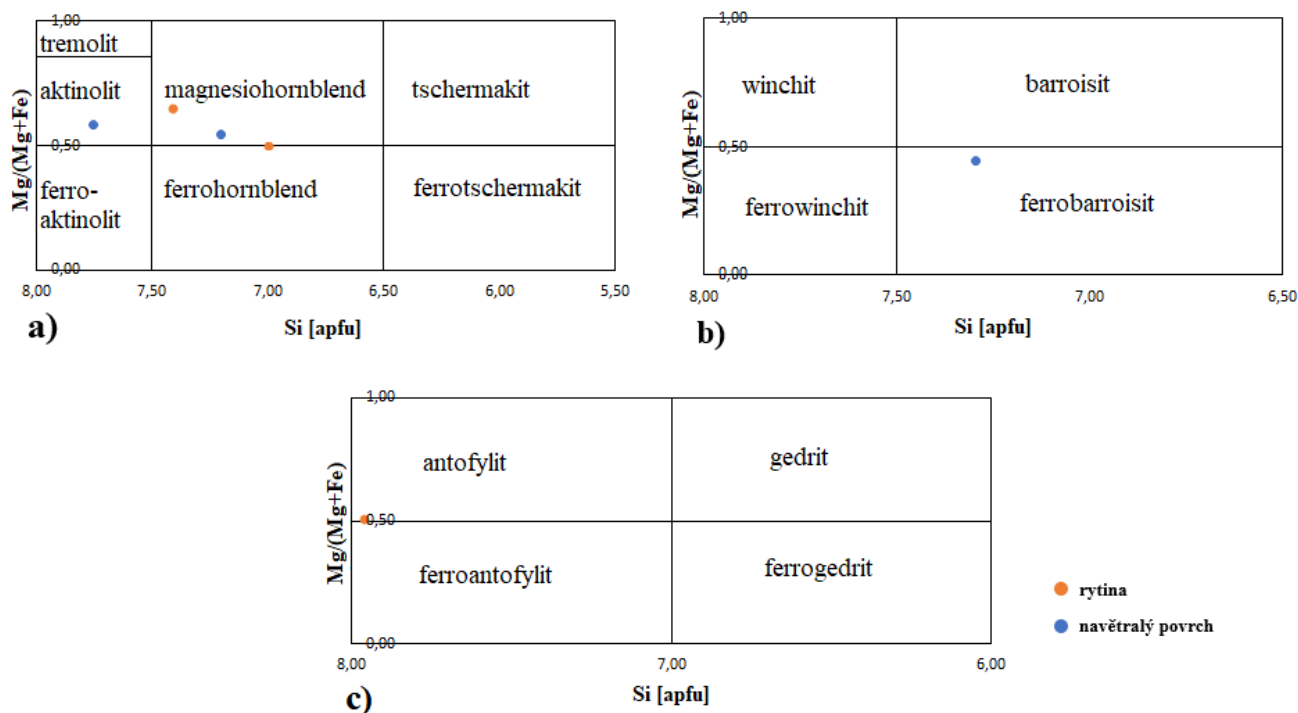 1,00
tremolit
aktinolit
magnesiohornblend
tschermakit
Mg/(Mg+Fe)
0,50
ferro-
aktinolit
ferrohornblend
ferrotschermakit
0,00
8,00 7,50 7,00 6,50 6,00 5,50
Si [apfu]
a)
1,00
winchit
barroisit
Mg/(Mg+Fe)
0,50
ferrowinchit
ferrobarroisit
0,00
8,00 7,50 7,00 6,50
Si [apfu]
b)
1,00
antofylit
gedrit
Mg/(Mg+Fe)
0,50
ferroantofylit
ferrogedrit
0,00
8,00 7,00 6,00
Si [apfu]
c)
rytina
navětralý povrch